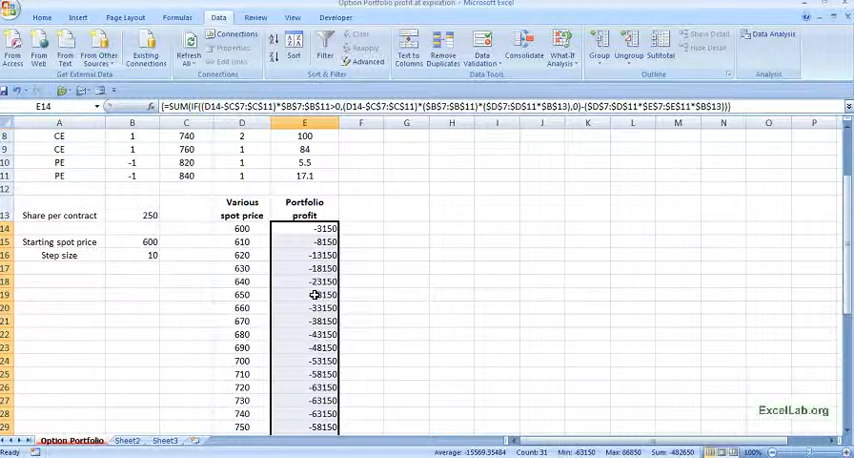 Option Portfolio profit at expiration - Microsoft Excel
Home Insert Page Layout Formulas Data Review View Developer
From Access From Web From Text From Other Sources Existing Connections Get External Data
Refresh All Connections Properties Edit Links Connections
Sort Filter Clear Reapply Advanced Sort & Filter
Text to Columns Remove Duplicates Data Validation Consolidate What-If Analysis Data Tools
Group Ungroup Subtotal Show Detail Hide Detail Outline
Data Analysis Analysis
E14 fx {=SUM(IF((D14-$C$7:$C$11)*$B$7:$B$11>0,(D14-$C$7:$C$11)*($B$7:$B$11)*($D$7:$D$11*$B$13),0)-($D$7:$D$11*$E$7:$E$11*$B$13))}
A B C D E F G H I J K L M N O P
8 CE 1 740 2 100
9 CE 1 760 1 84
10 PE -1 820 1 5.5
11 PE -1 840 1 17.1
12
Various Portfolio
13 Share per contract 250 spot price profit
14 600 -3150
15 Starting spot price 600 610 -8150
16 Step size 10 620 -13150
17 630 -18150
18 640 -23150
19 650
20 660 -33150
21 670 -38150
22 680 -43150
23 690 -48150
24 700 -53150
25 710 -58150
26 720 -63150
27 730 -63150
28 740 -63150
29 750 -58150
ExcelLab.org
Option Portfolio Sheet2 Sheet3
Ready Average: -15569.35484 Count: 31 Min: -63150 Max: 86850 Sum: -482650 100%